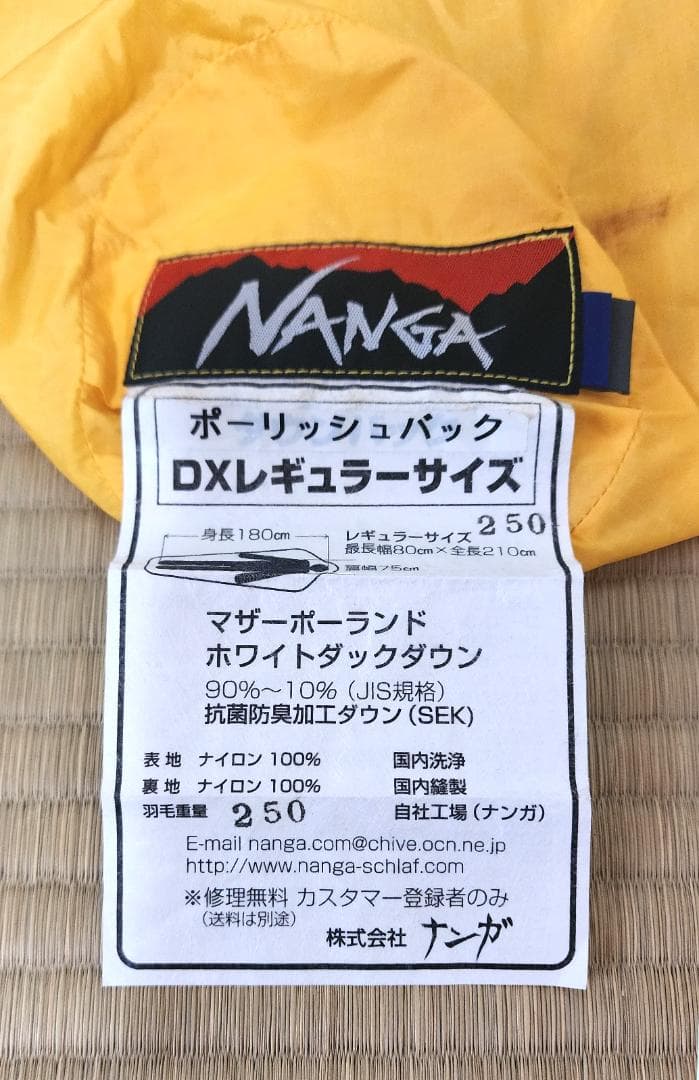 NANGA
ポーリッシュバック
DXレギュラーサイズ
身長180cm
レギュラーサイズ 250
最長幅80cm×全長210cm
肩幅75cm
マザーポーランド
ホワイトダックダウン
90%～10%（JIS規格）
抗菌防臭加工ダウン（SEK）
表地 ナイロン 100% 国内洗浄
裏地 ナイロン 100% 国内縫製
羽毛重量 250 自社工場（ナンガ）
E-mail nanga.com@chive.ocn.ne.jp
http://www.nanga-schlaf.com
※修理無料 カスタマー登録者のみ
（送料は別途）
株式会社 ナンガ